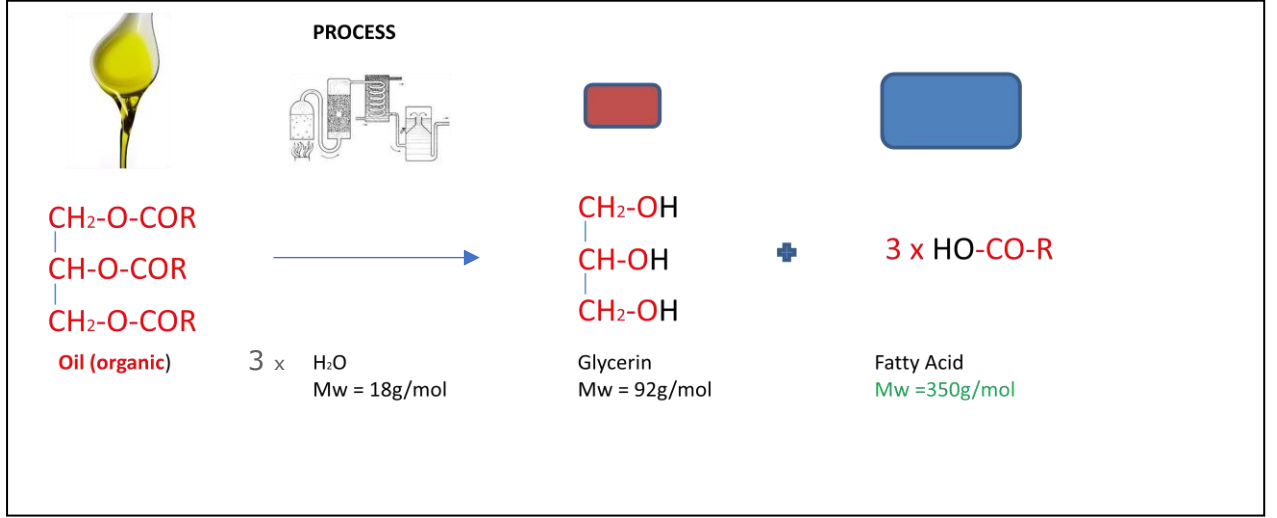 PROCESS
CH2-O-COR
CH-O-COR
CH2-O-COR
Oil (organic)
3 x
H2O
Mw = 18g/mol
CH2-OH
CH-OH
CH2-OH
Glycerin
Mw = 92g/mol
3 x HO-CO-R
Fatty Acid
Mw =350g/mol